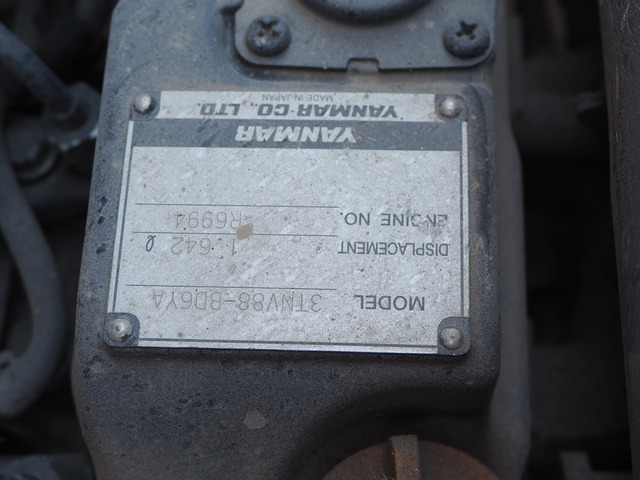 MODEL 3TNV88-BD6YA
DISPLACEMENT 1.642 ℓ
ENGINE NO. R6994
YANMAR
YANMAR CO., LTD.
MADE IN JAPAN